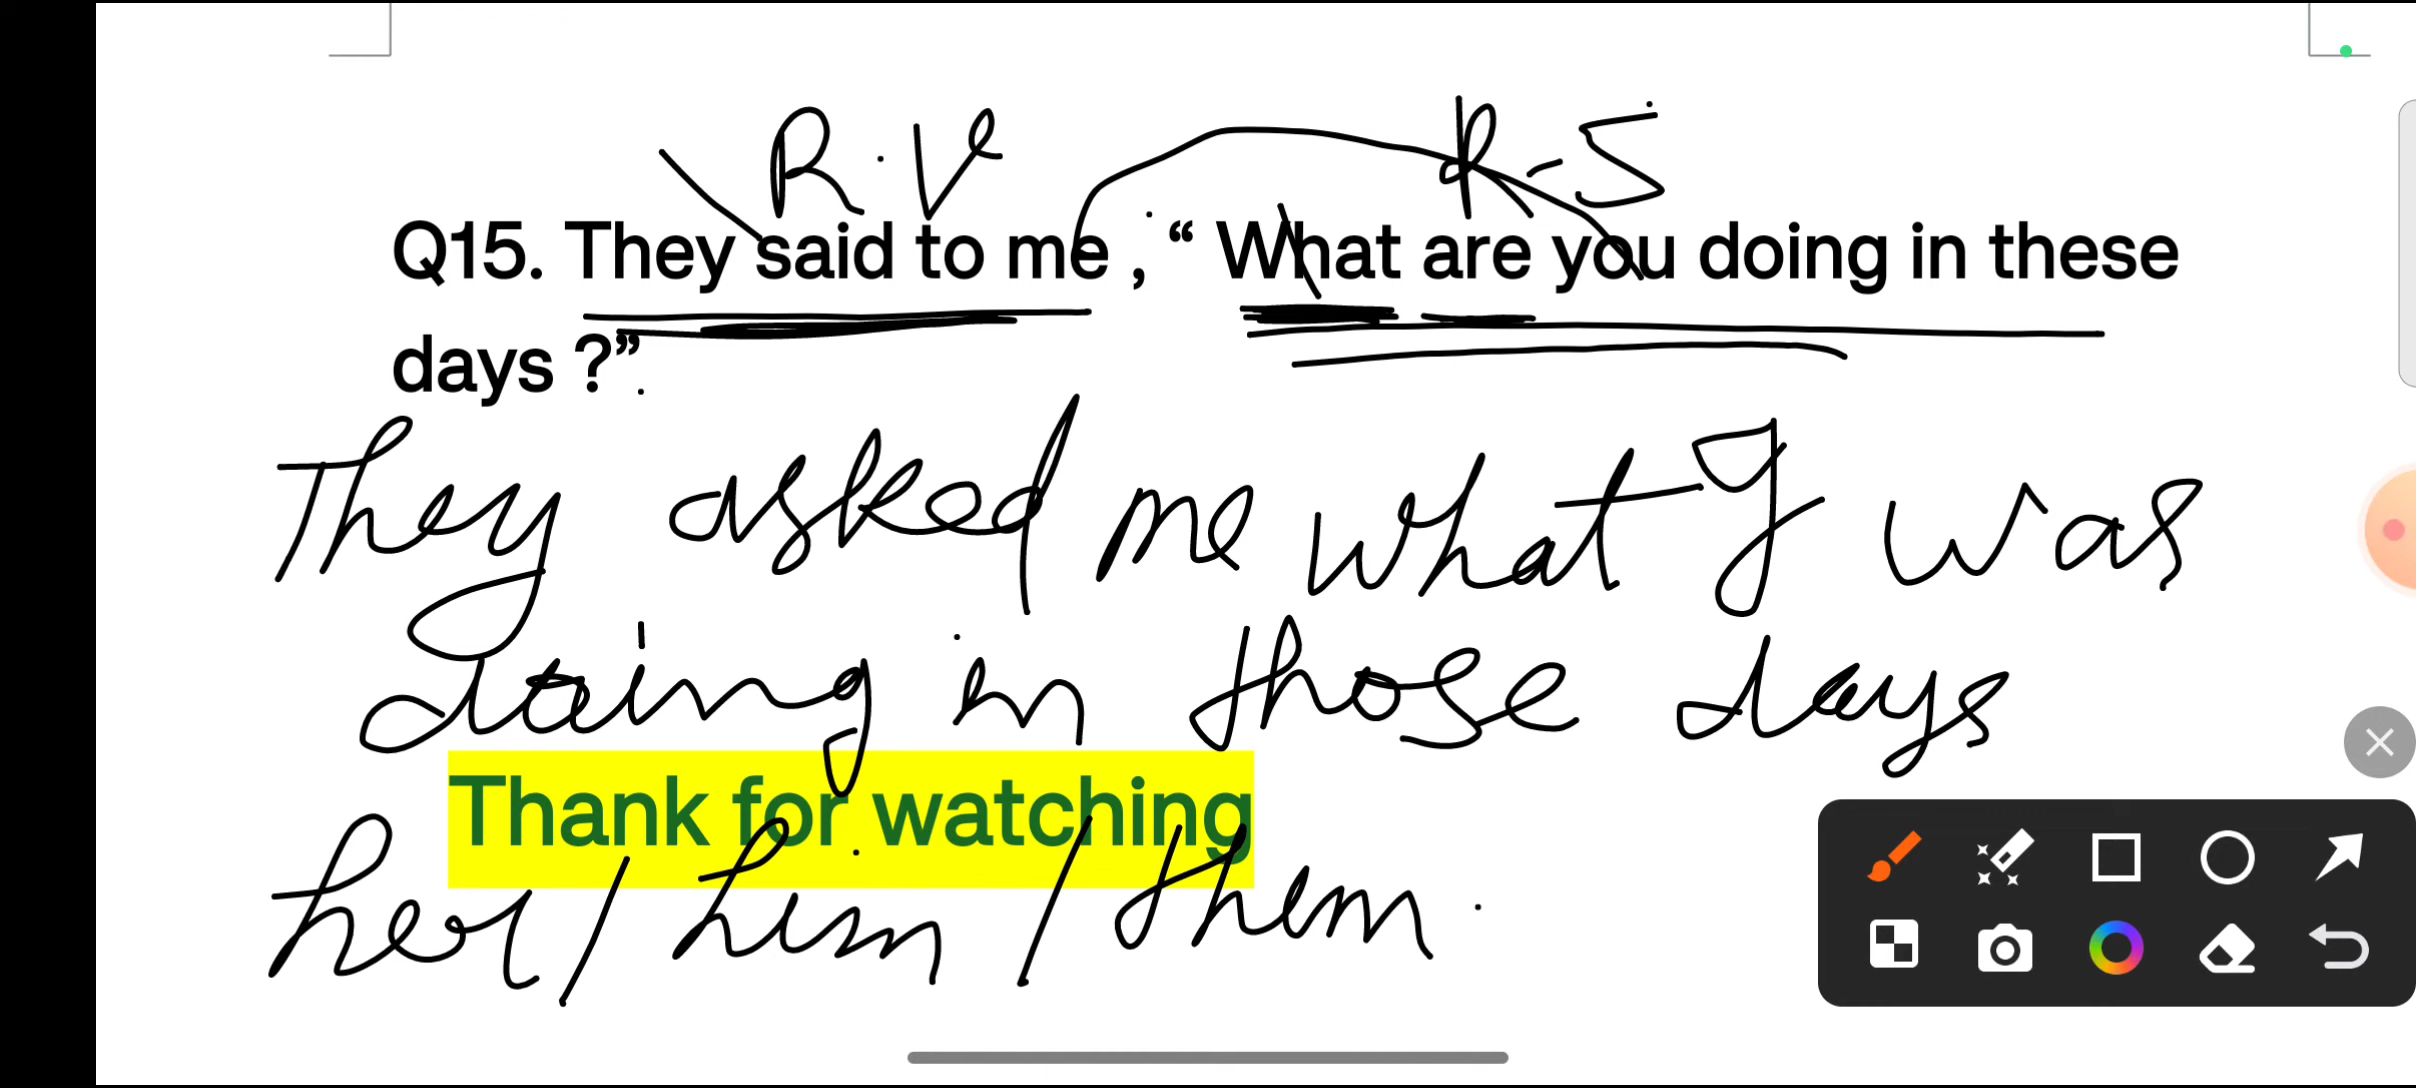 R.V R-S
Q15. They said to me , “ What are you doing in these
days ?”.
They asked me what I was
doing in those days
Thank for watching
her / him / them .